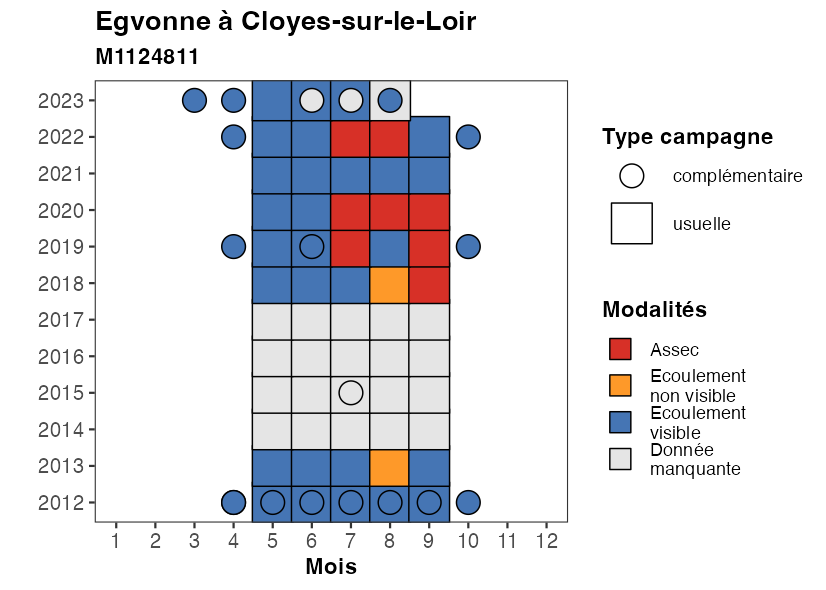 Egvonne à Cloyes-sur-le-Loir
M1124811
2023
2022
2021
2020
2019
2018
2017
2016
2015
2014
2013
2012
1 2 3 4 5 6 7 8 9 10 11 12
Mois
Type campagne
complémentaire
usuelle
Modalités
Assec
Ecoulement
non visible
Ecoulement
visible
Donnée
manquante